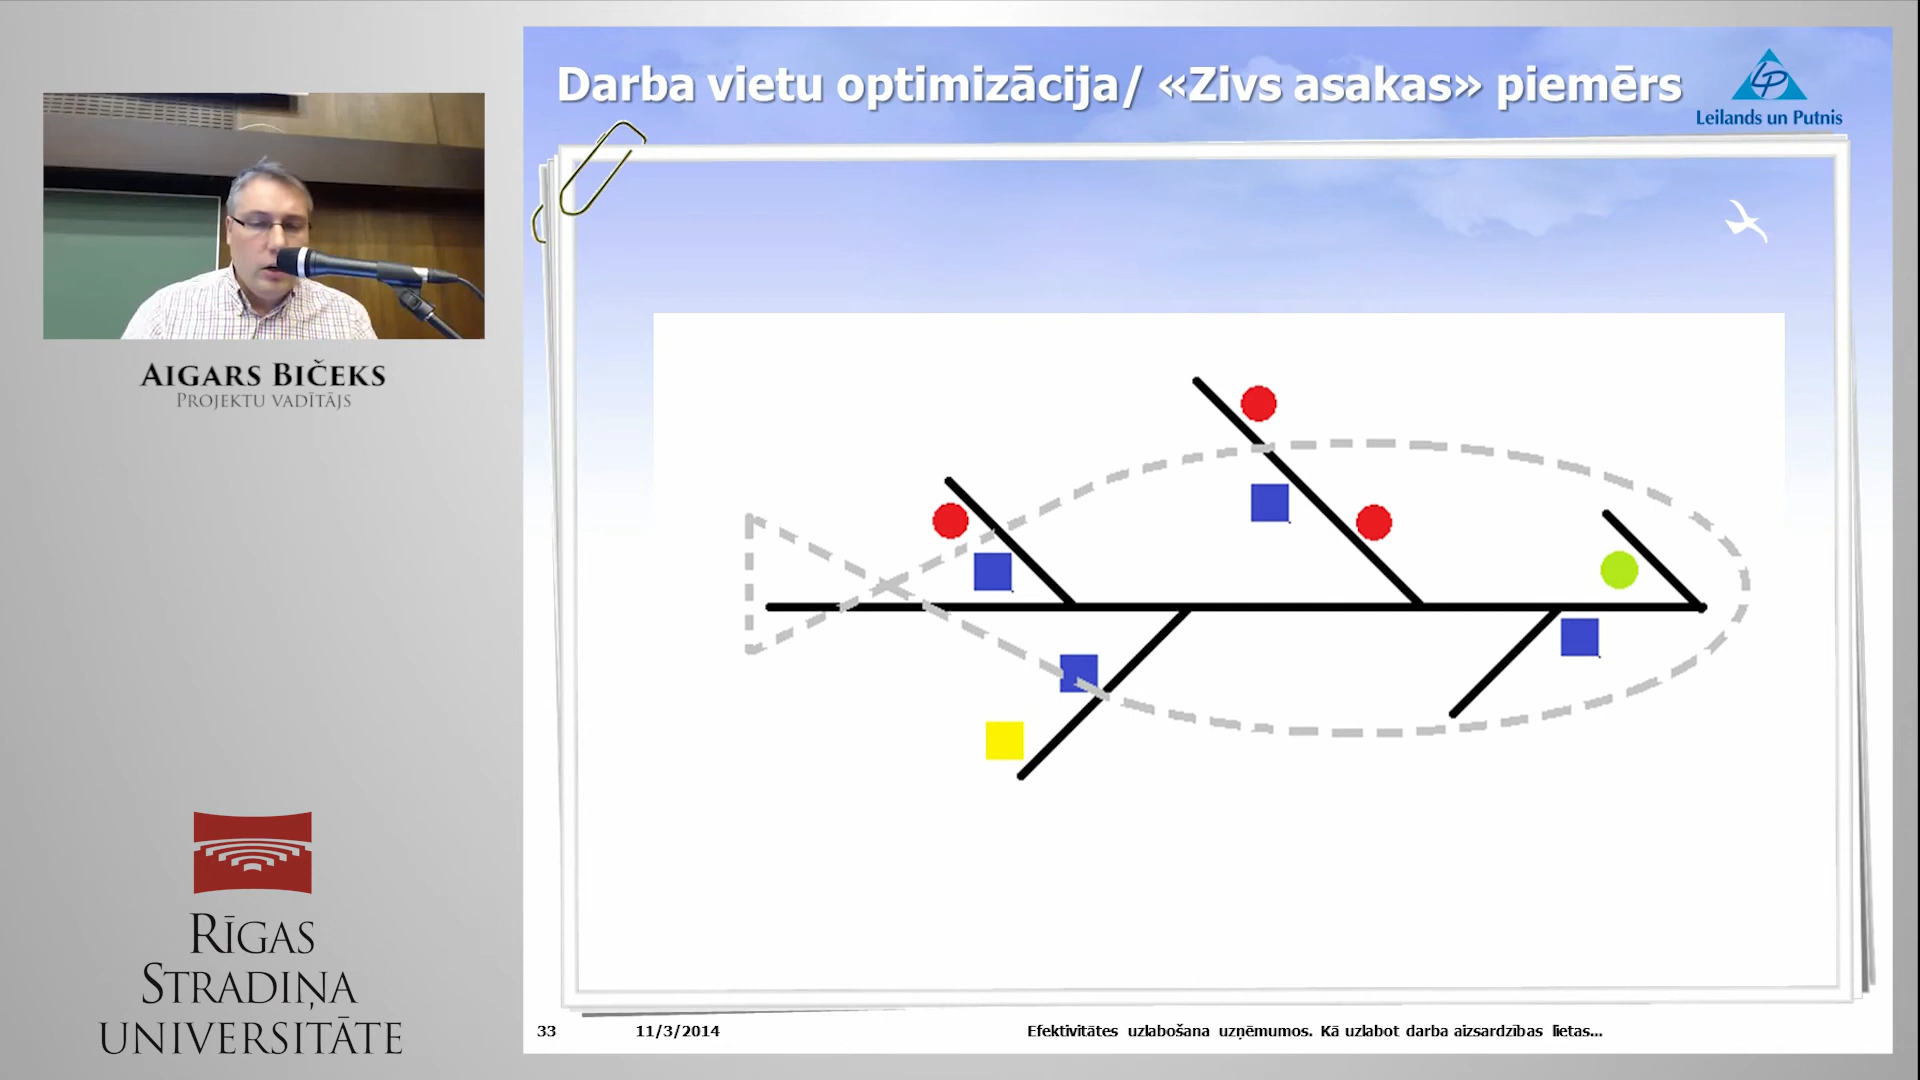 Darba vietu optimizācija/ «Zivs asakas» piemērs
LP
Leilands un Putnis
AIGARS BIČEKS
PROJEKTU VADĪTĀJS
RĪGAS
STRADIŅA
UNIVERSITĀTE
33 11/3/2014 Efektivitātes uzlabošana uzņēmumos. Kā uzlabot darba aizsardzības lietas...